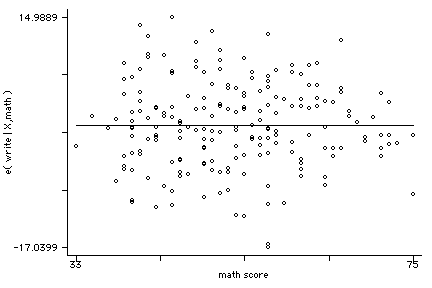 14.9889
e( write | X,math )
-17.0399
33
75
math score